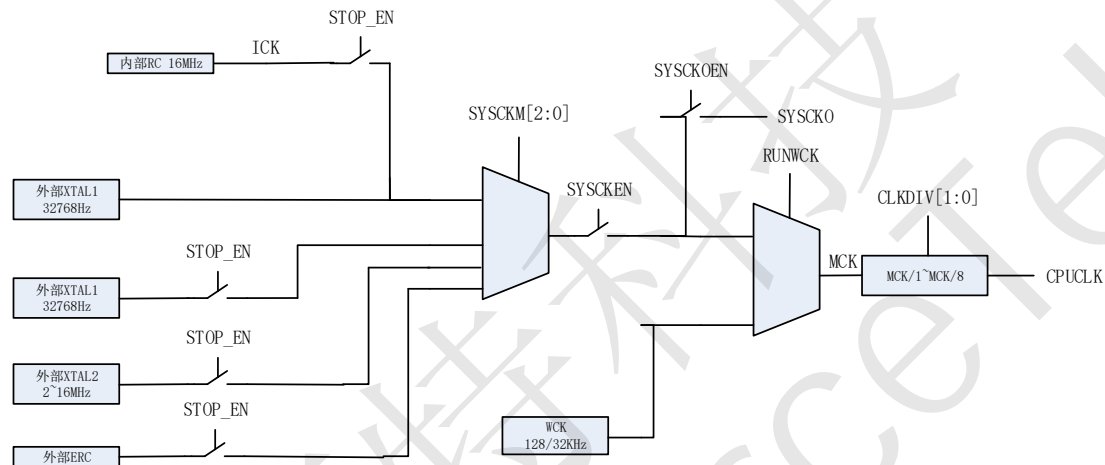 STOP_EN
ICK
内部RC 16MHz
SYSCKOEN
SYSCKM[2:0]
SYSCKO
RUNWCK
外部XTAL1
32768Hz
SYSCKEN
CLKDIV[1:0]
STOP_EN
MCK
MCK/1~MCK/8
CPUCLK
外部XTAL1
32768Hz
STOP_EN
外部XTAL2
2~16MHz
STOP_EN
WCK
128/32KHz
外部ERC